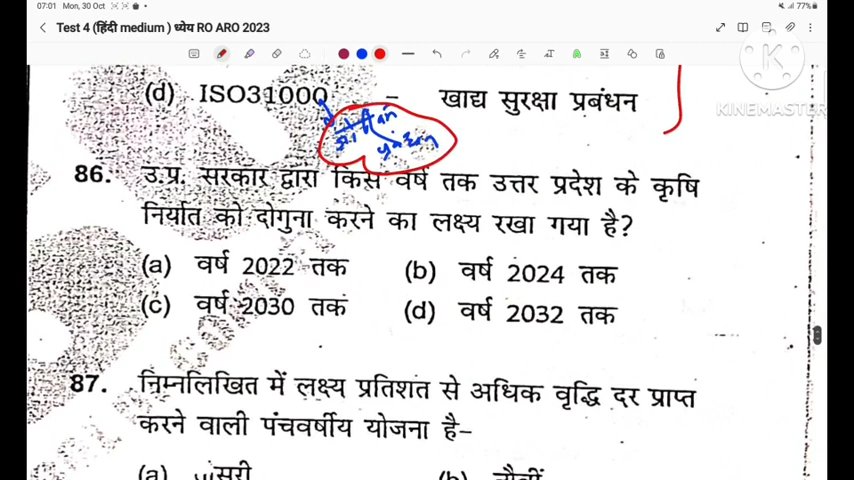 07:01 Mon, 30 Oct
77%
Test 4 (हिंदी medium ) ध्येय RO ARO 2023
KINEMASTER
(d) ISO31000 – खाद्य सुरक्षा प्रबंधन
86. उ.प्र. सरकार द्वारा किस वर्ष तक उत्तर प्रदेश के कृषि
निर्यात को दोगुना करने का लक्ष्य रखा गया है?
(a) वर्ष 2022 तक (b) वर्ष 2024 तक
(c) वर्ष 2030 तक (d) वर्ष 2032 तक
87. निम्नलिखित में लक्ष्य प्रतिशत से अधिक वृद्धि दर प्राप्त
करने वाली पंचवर्षीय योजना है–
(a) (b)